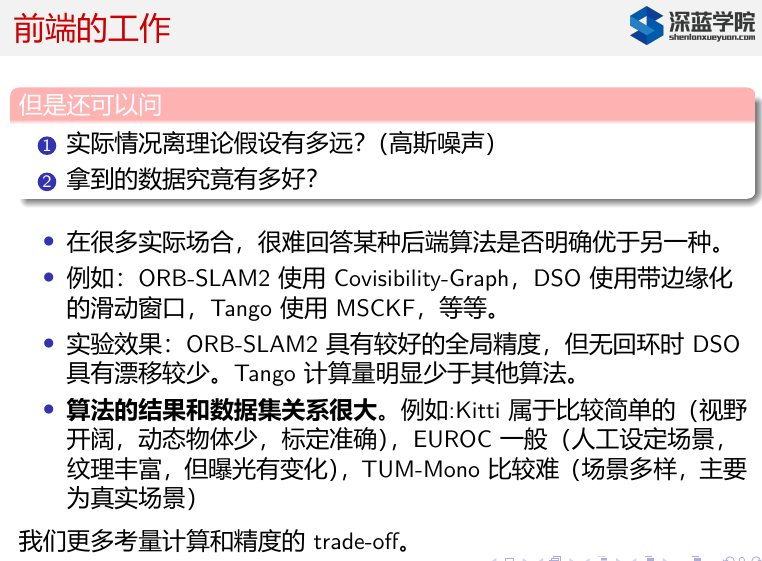 前端的工作
深蓝学院
shenlanxueyuan.com
但是还可以问
1 实际情况离理论假设有多远？（高斯噪声）
2 拿到的数据究竟有多好？
• 在很多实际场合，很难回答某种后端算法是否明确优于另一种。
• 例如：ORB-SLAM2 使用 Covisibility-Graph，DSO 使用带边缘化
的滑动窗口，Tango 使用 MSCKF，等等。
• 实验效果：ORB-SLAM2 具有较好的全局精度，但无回环时 DSO
具有漂移较少。Tango 计算量明显少于其他算法。
• 算法的结果和数据集关系很大。例如:Kitti 属于比较简单的（视野
开阔，动态物体少，标定准确），EUROC 一般（人工设定场景，
纹理丰富，但曝光有变化），TUM-Mono 比较难（场景多样，主要
为真实场景）
我们更多考量计算和精度的 trade-off。